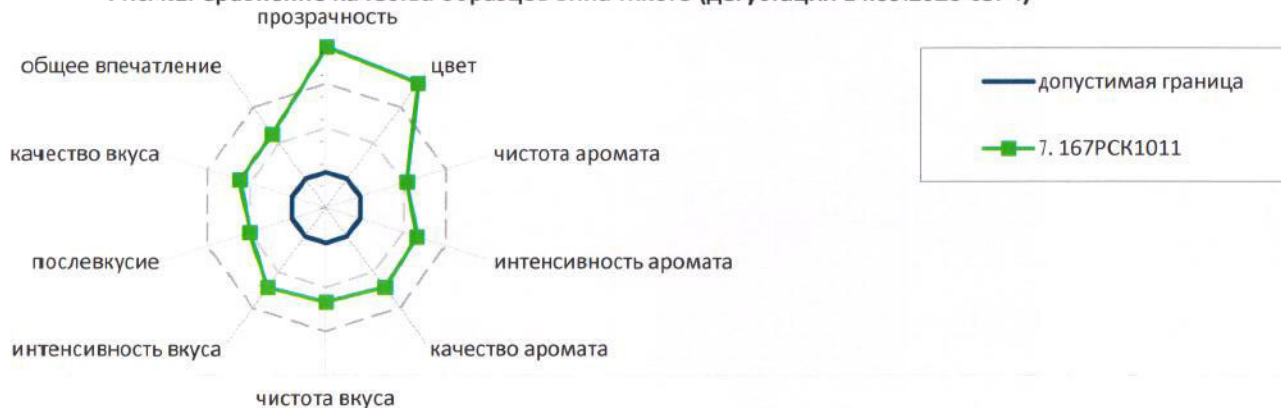 прозрачность
общее впечатление
цвет
допустимая граница
качество вкуса
чистота аромата
7. 167РСК1011
послевкусие
интенсивность аромата
интенсивность вкуса
качество аромата
чистота вкуса